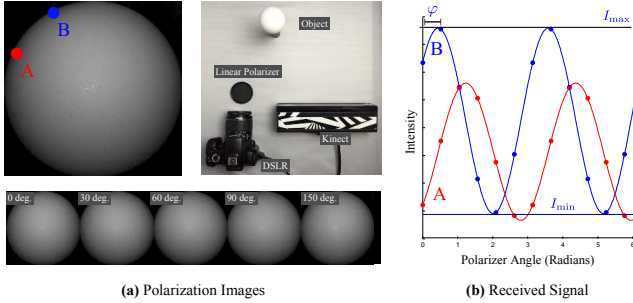 B
A
Object
Linear Polarizer
Kinect
DSLR
0 deg.
30 deg.
60 deg.
90 deg.
150 deg.
(a) Polarization Images
φ
I_max
B
A
I_min
Intensity
0 1 2 3 4 5 6
Polarizer Angle (Radians)
(b) Received Signal